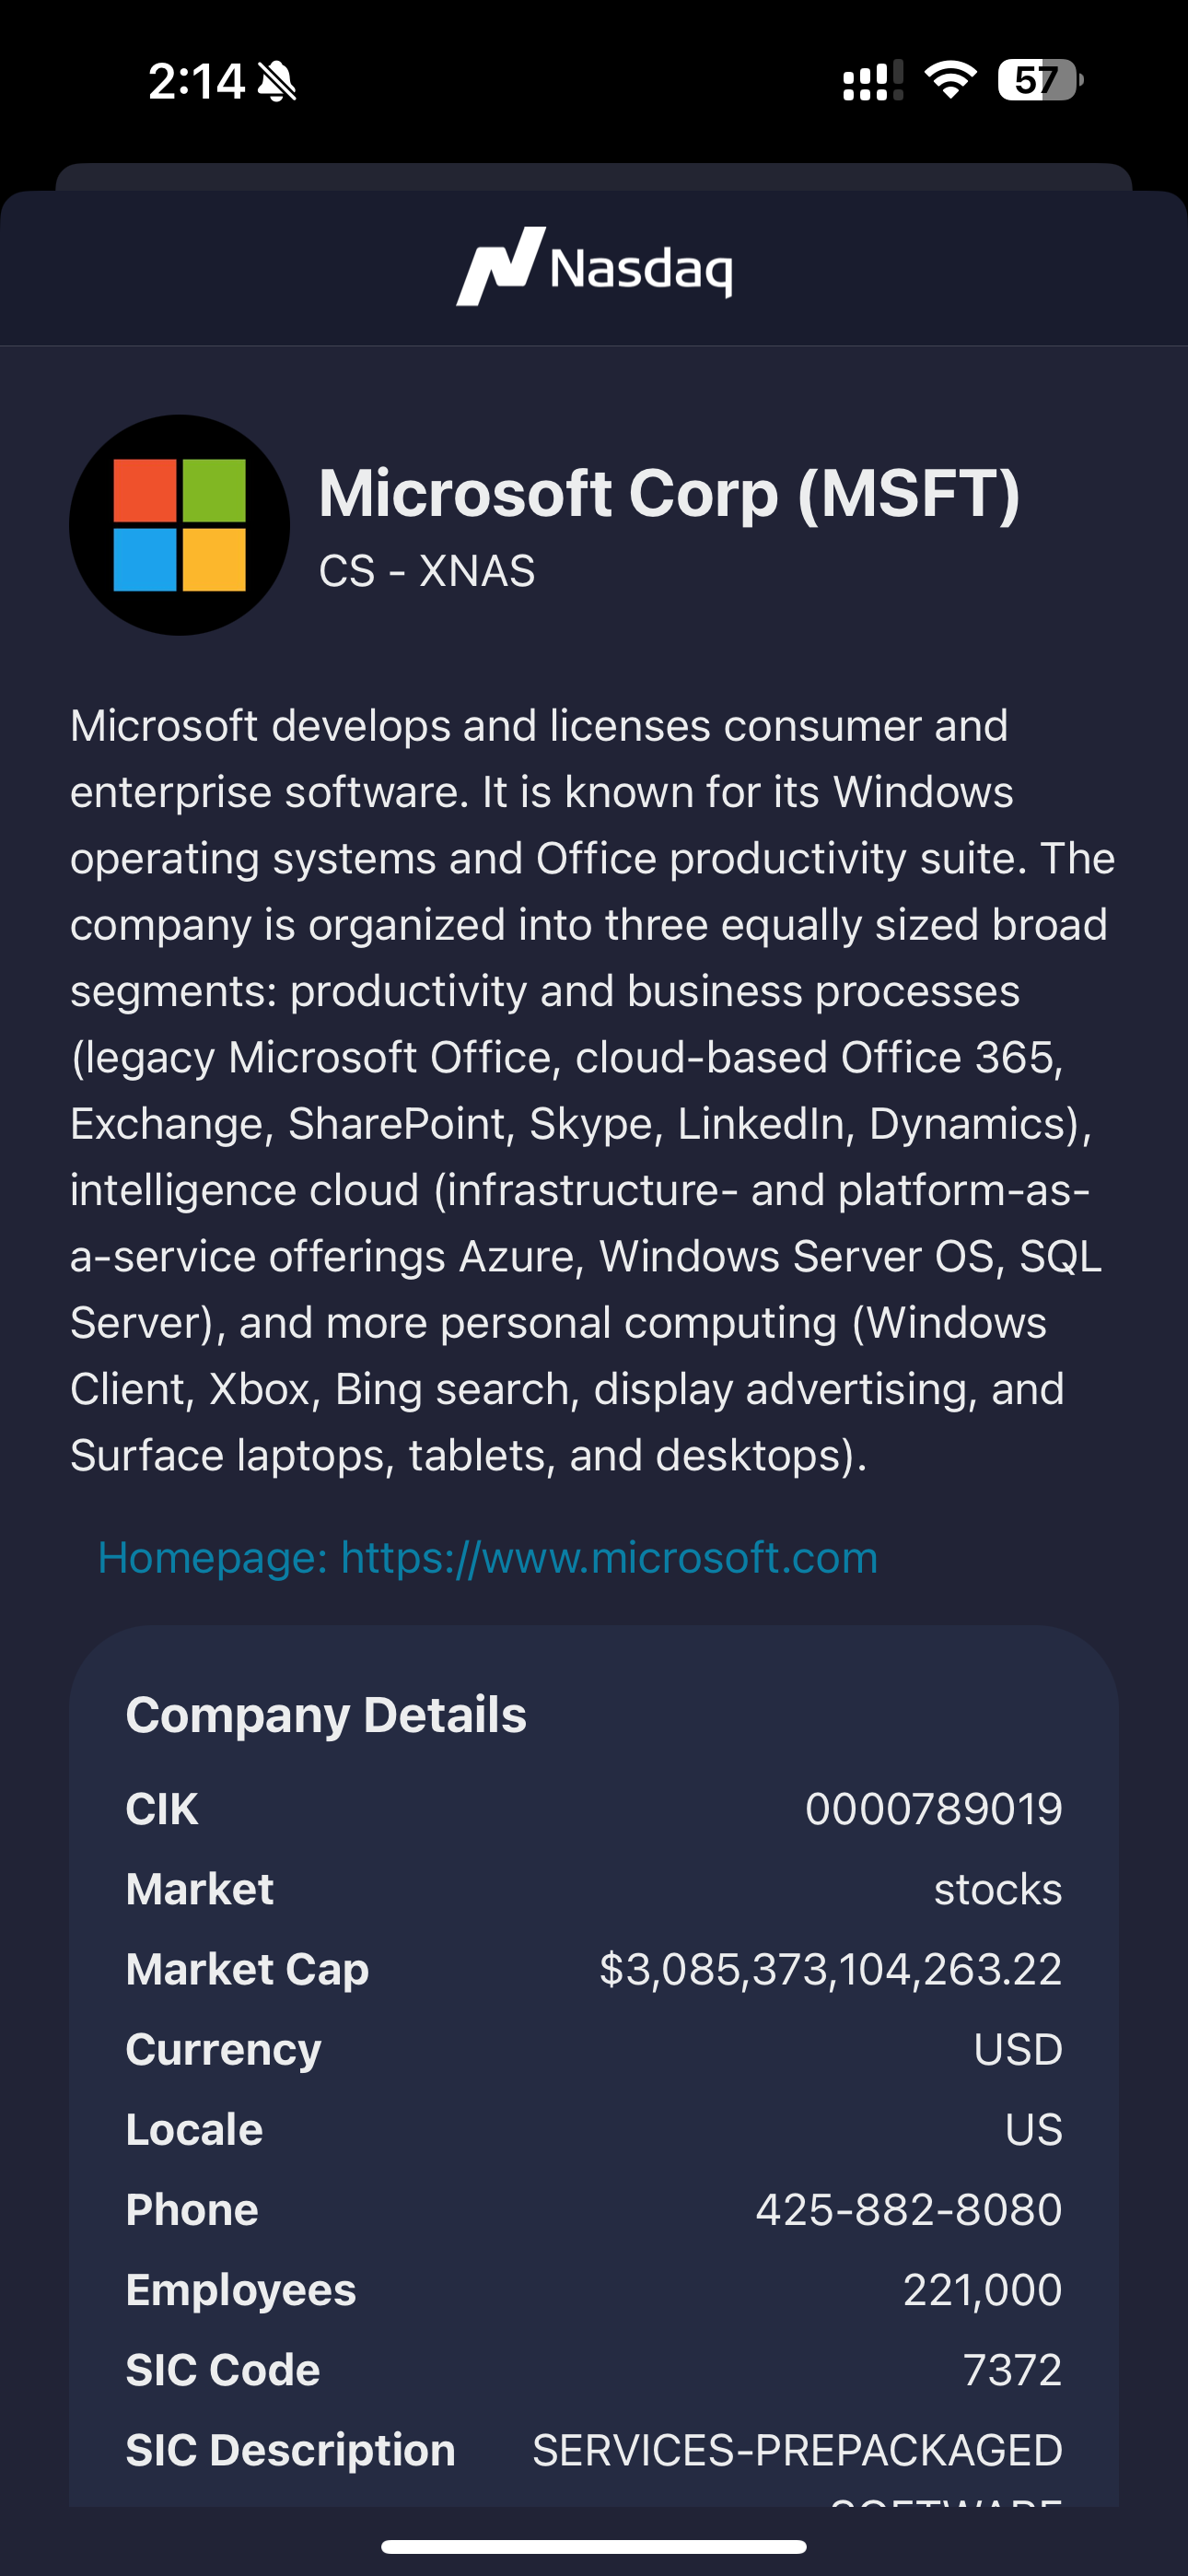 2:14
57
Nasdaq
Microsoft Corp (MSFT)
CS - XNAS
Microsoft develops and licenses consumer and
enterprise software. It is known for its Windows
operating systems and Office productivity suite. The
company is organized into three equally sized broad
segments: productivity and business processes
(legacy Microsoft Office, cloud-based Office 365,
Exchange, SharePoint, Skype, LinkedIn, Dynamics),
intelligence cloud (infrastructure- and platform-as-
a-service offerings Azure, Windows Server OS, SQL
Server), and more personal computing (Windows
Client, Xbox, Bing search, display advertising, and
Surface laptops, tablets, and desktops).
Homepage: https://www.microsoft.com
Company Details
CIK 0000789019
Market stocks
Market Cap $3,085,373,104,263.22
Currency USD
Locale US
Phone 425-882-8080
Employees 221,000
SIC Code 7372
SIC Description SERVICES-PREPACKAGED